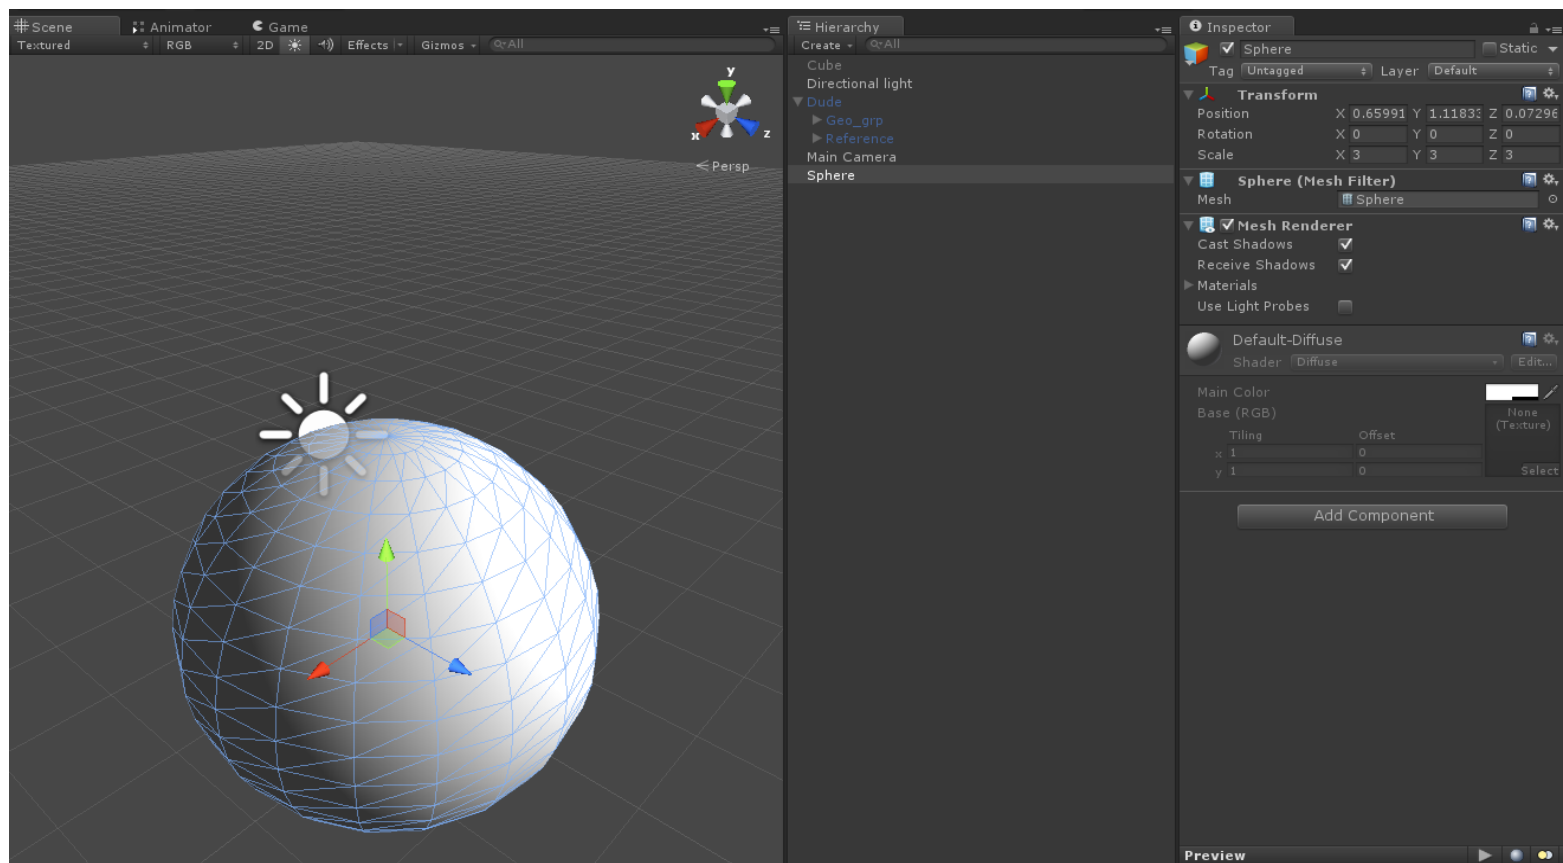 Scene Animator Game
Textured RGB 2D Effects Gizmos All
y
x z
Persp
Hierarchy
Create All
Cube
Directional light
Dude
Geo_grp
Reference
Main Camera
Sphere
Inspector
Sphere Static
Tag Untagged Layer Default
Transform
Position X 0.65991 Y 1.1183 Z 0.07296
Rotation X 0 Y 0 Z 0
Scale X 3 Y 3 Z 3
Sphere (Mesh Filter)
Mesh Sphere
Mesh Renderer
Cast Shadows
Receive Shadows
Materials
Use Light Probes
Default-Diffuse
Shader Diffuse Edit...
Main Color
Base (RGB) None
(Texture)
Tiling Offset
x 1 0
y 1 0 Select
Add Component
Preview